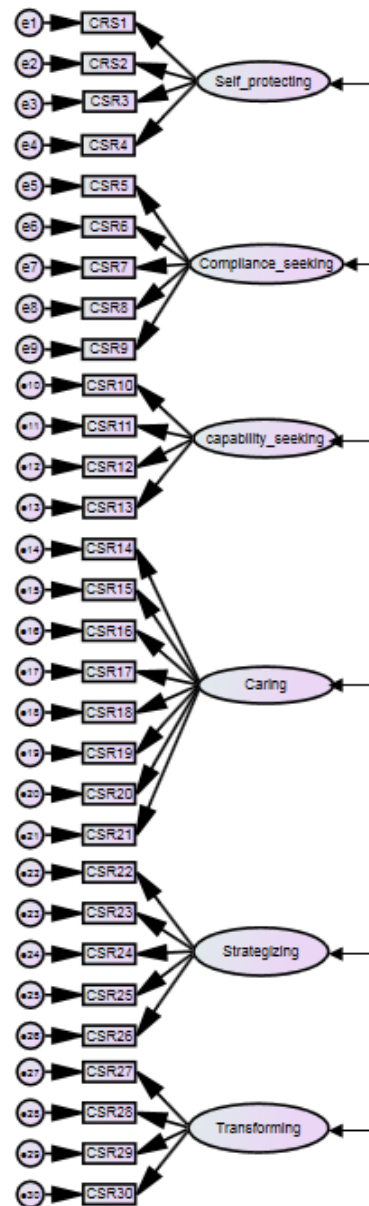 e1 CRS1
e2 CRS2
Self_protecting
e3 CSR3
e4 CSR4
e5 CSR5
e6 CSR6
Compliance_seeking
e7 CSR7
e8 CSR8
e9 CSR9
e10 CSR10
e11 CSR11
capability_seeking
e12 CSR12
e13 CSR13
e14 CSR14
e15 CSR15
e16 CSR16
e17 CSR17
Caring
e18 CSR18
e19 CSR19
e20 CSR20
e21 CSR21
e22 CSR22
e23 CSR23
e24 CSR24 Strategizing
e25 CSR25
e26 CSR26
e27 CSR27
e28 CSR28
Transforming
e29 CSR29
e30 CSR30